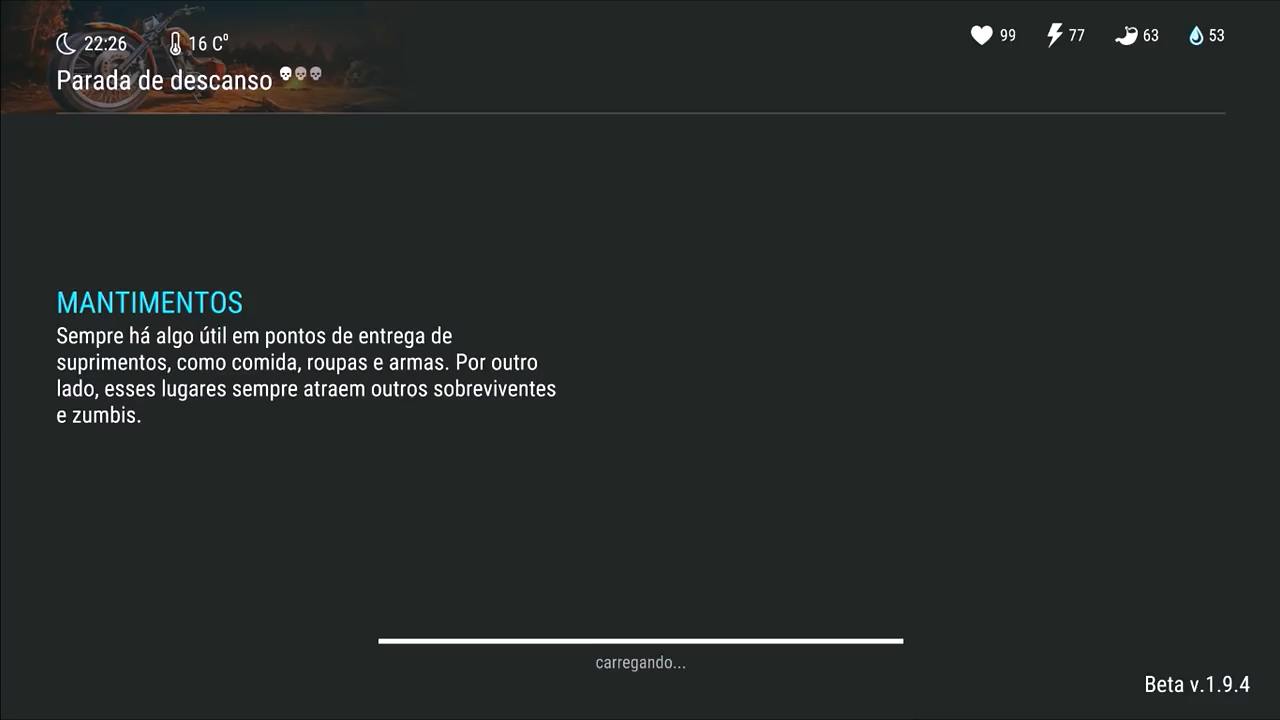 22:26
16 C⁰
99
77
63
53
Parada de descanso
MANTIMENTOS
Sempre há algo útil em pontos de entrega de
suprimentos, como comida, roupas e armas. Por outro
lado, esses lugares sempre atraem outros sobreviventes
e zumbis.
carregando...
Beta v.1.9.4